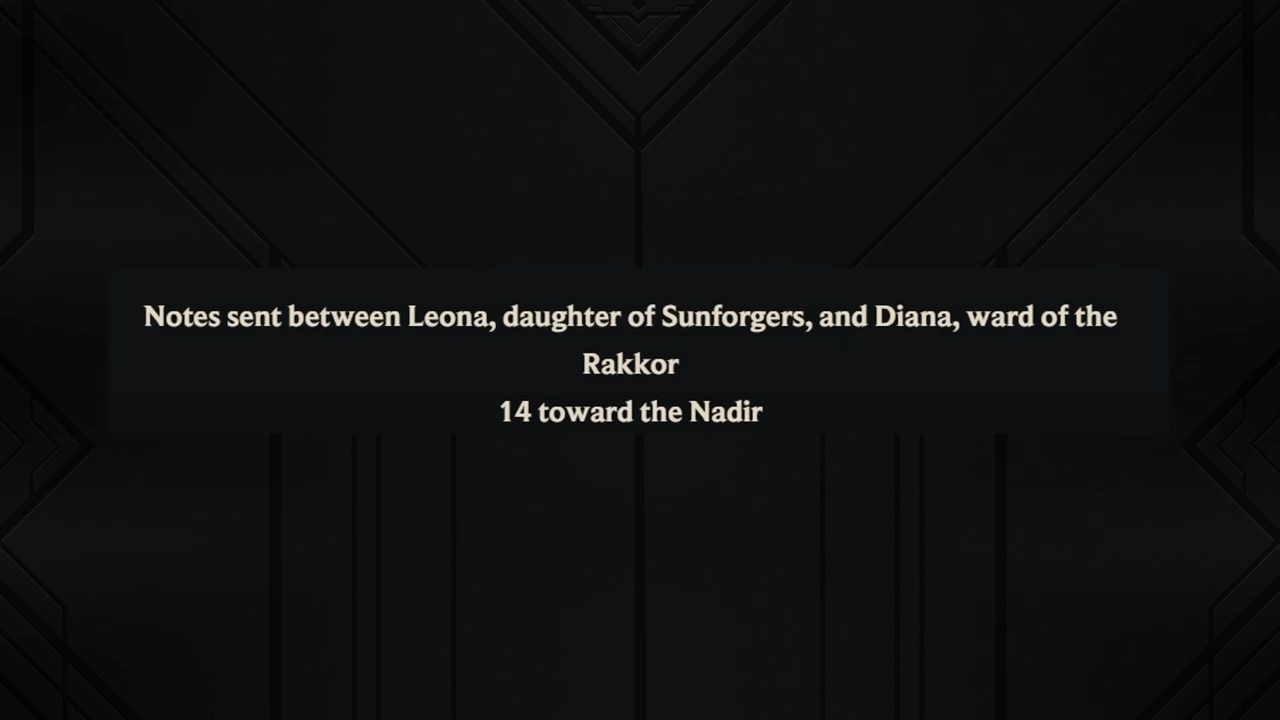 Notes sent between Leona, daughter of Sunforgers, and Diana, ward of the
Rakkor
14 toward the Nadir